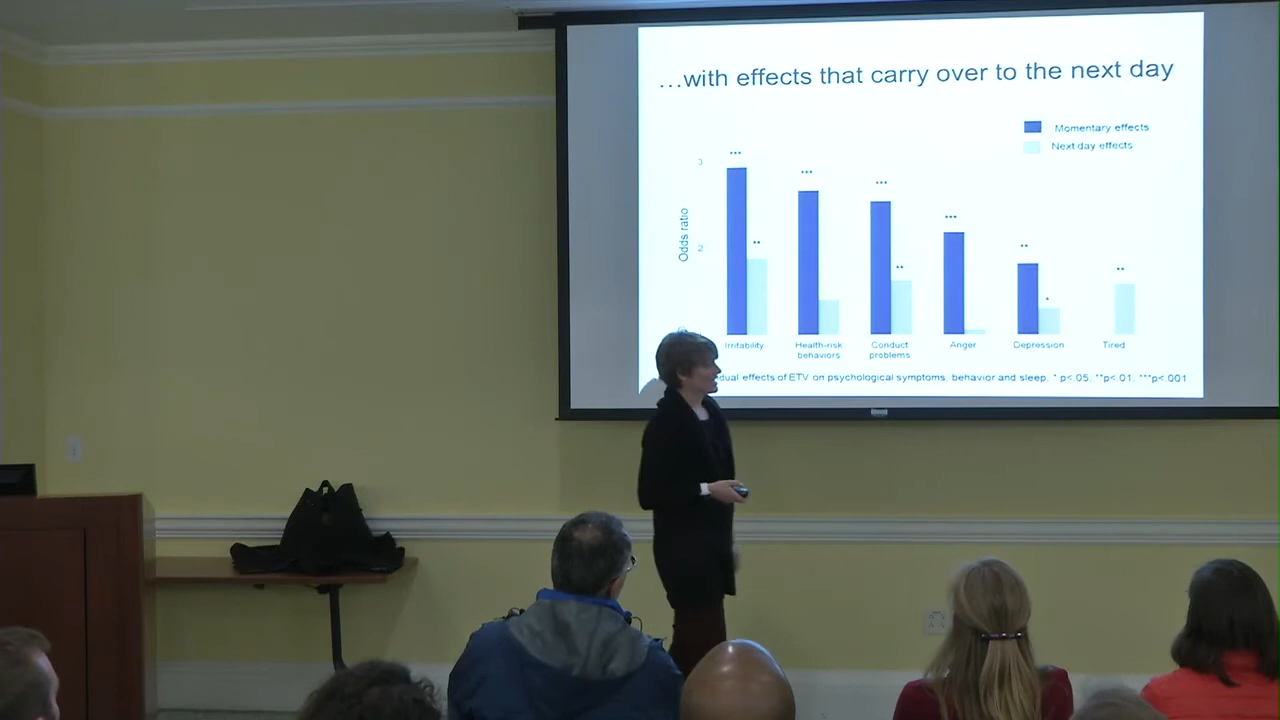 ...with effects that carry over to the next day
Momentary effects
Next day effects
3
***
***
***
***
**
**
**
**
*
Odds ratio
2
Irritability
Health-risk
behaviors
Conduct
problems
Anger
Depression
Tired
effects of ETV on psychological symptoms, behavior and sleep, * p<.05, **p<.01, ***p<.001